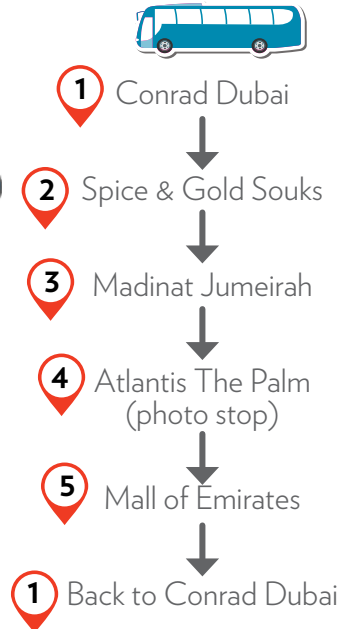 1 Conrad Dubai
2 Spice & Gold Souks
3 Madinat Jumeirah
4 Atlantis The Palm
(photo stop)
5 Mall of Emirates
1 Back to Conrad Dubai